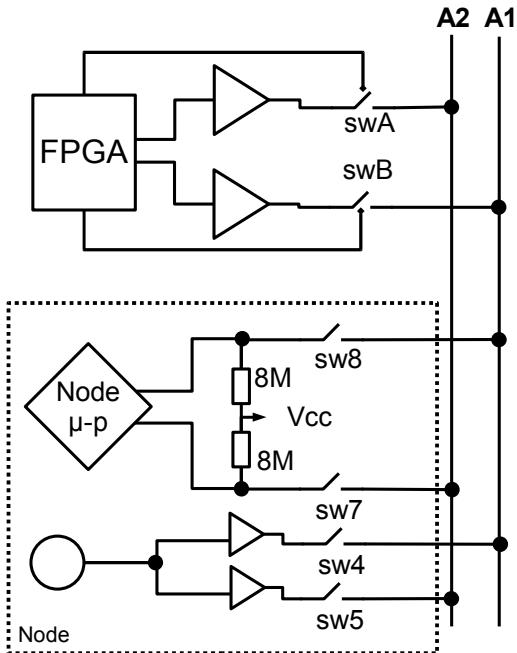 A2 A1
swA
FPGA
swB
sw8
8M
Node
µ-p
Vcc
8M
sw7
sw4
sw5
Node